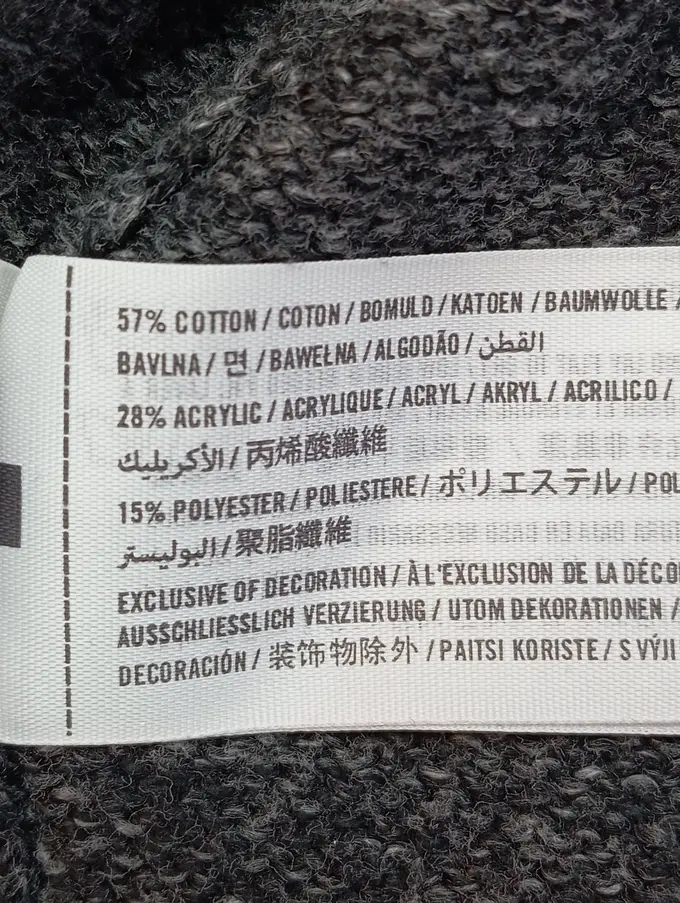 57% COTTON / COTON / BOMULD / KATOEN / BAUMWOLLE /
BAVLNA / 면 / BAWEŁNA / ALGODÃO / القطن
28% ACRYLIC / ACRYLIQUE / ACRYL / AKRYL / ACRILICO /
الأكريليك / 丙烯酸纖維
15% POLYESTER / POLIESTERE / ポリエステル / POL
البوليستر / 聚脂纖維
EXCLUSIVE OF DECORATION / À L'EXCLUSION DE LA DÉCO
AUSSCHLIESSLICH VERZIERUNG / UTOM DEKORATIONEN /
DECORACIÓN / 装饰物除外 / PAITSI KORISTE / S VÝJI